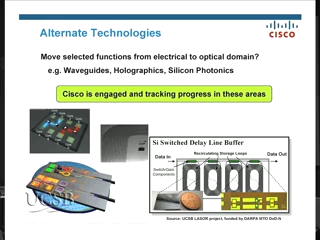 Alternate Technologies
CISCO
Move selected functions from electrical to optical domain?
e.g. Waveguides, Holographics, Silicon Photonics
Cisco is engaged and tracking progress in these areas
Si Switched Delay Line Buffer
Data In
Recirculating Storage Loops
Data Out
Switch/Gain
Components
UCSB
Source: UCSB LASOR project, funded by DARPA MTO DoD-N